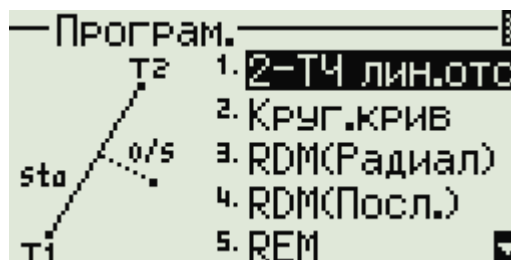 Програм.
T2
1. 2-ТЧ лин.отс
2. Круг.крив
O/S
3. RDM(Радиал)
Sta
4. RDM(Посл.)
T1
5. REM